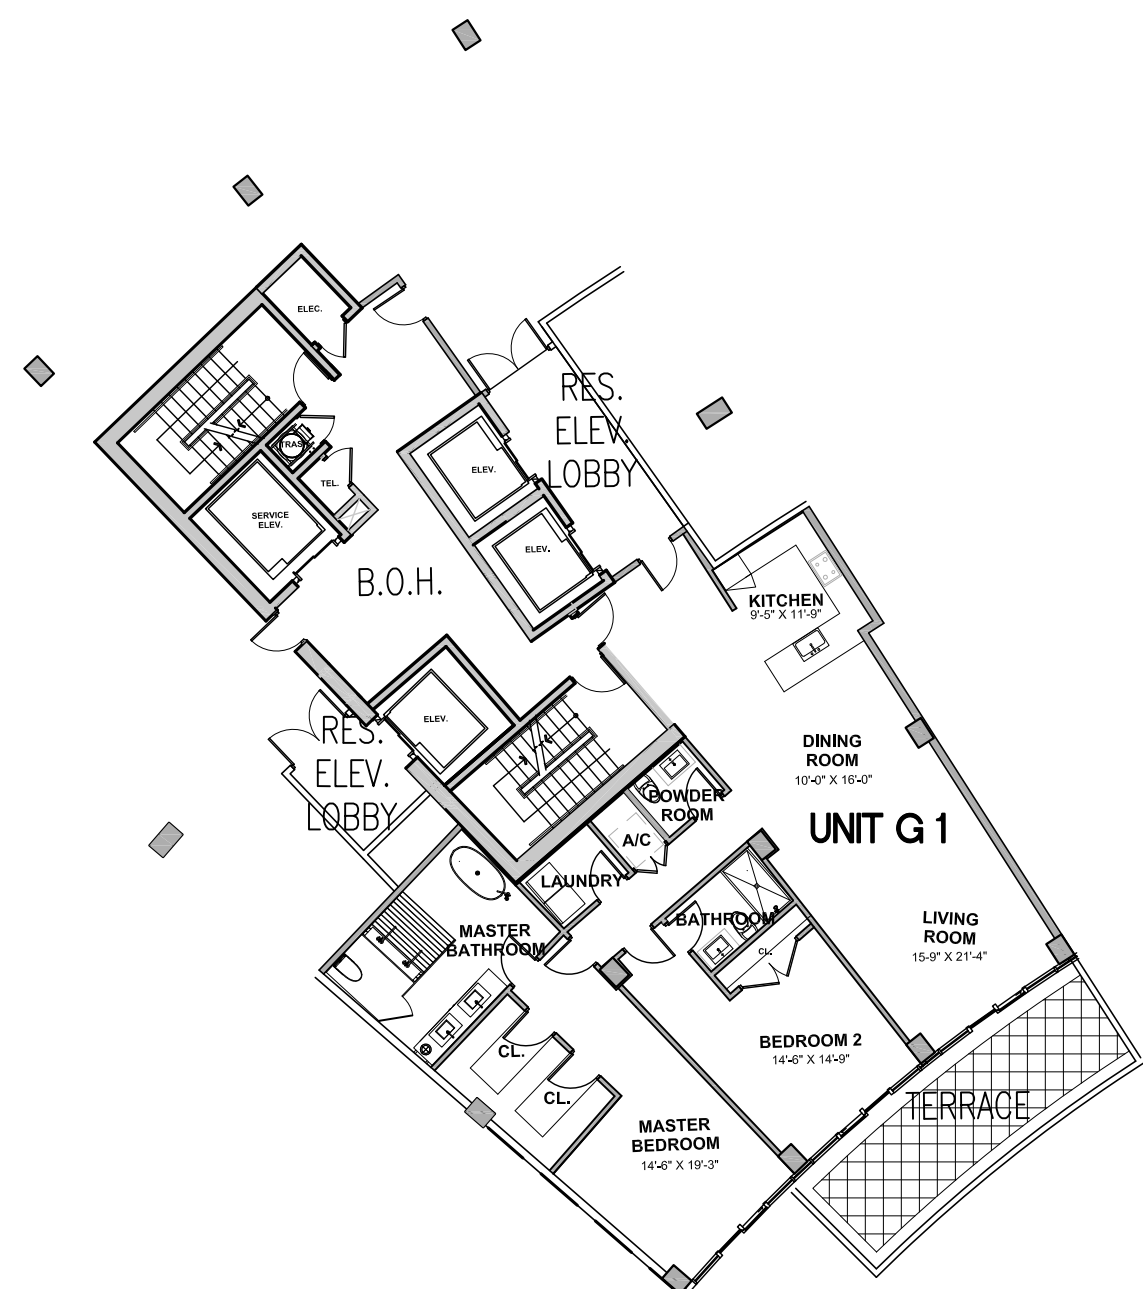 ELEC.
RES.
ELEV.
LOBBY
TRAS
TEL.
ELEV.
SERVICE
ELEV.
ELEV.
B.O.H.
KITCHEN
9'-5" X 11'-9"
RES.
ELEV.
LOBBY
ELEV.
DINING
ROOM
10'-0" X 16'-0"
POWDER
ROOM
UNIT G 1
A/C
LAUNDRY
BATHROOM
MASTER
BATHROOM
CL.
LIVING
ROOM
15'-9" X 21'-4"
BEDROOM 2
14'-6" X 14'-9"
CL.
CL.
TERRACE
MASTER
BEDROOM
14'-6" X 19'-3"